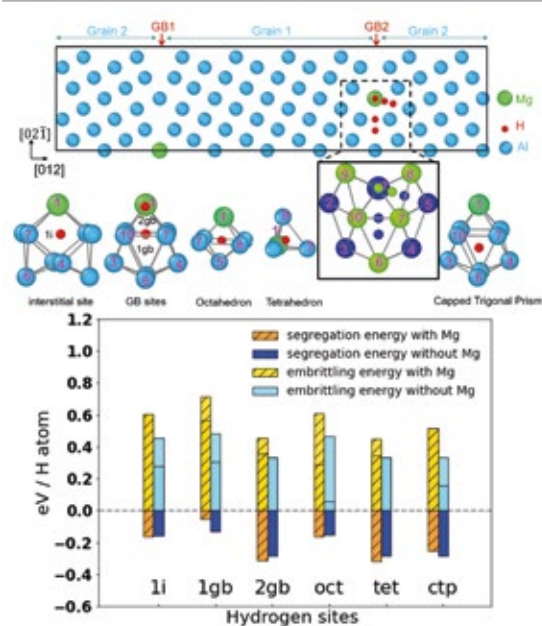 GB1 GB2
Grain 2 Grain 1 Grain 2
Mg
H
Al
[021̄]
[012]
1i
2gb
1gb
interstitial site GB sites Octahedron Tetrahedron Capped Trigonal Prism
1.2
1.0
0.8
0.6
0.4
0.2
0.0
−0.2
−0.4
−0.6
eV / H atom
segregation energy with Mg
segregation energy without Mg
embrittling energy with Mg
embrittling energy without Mg
1i 1gb 2gb oct tet ctp
Hydrogen sites